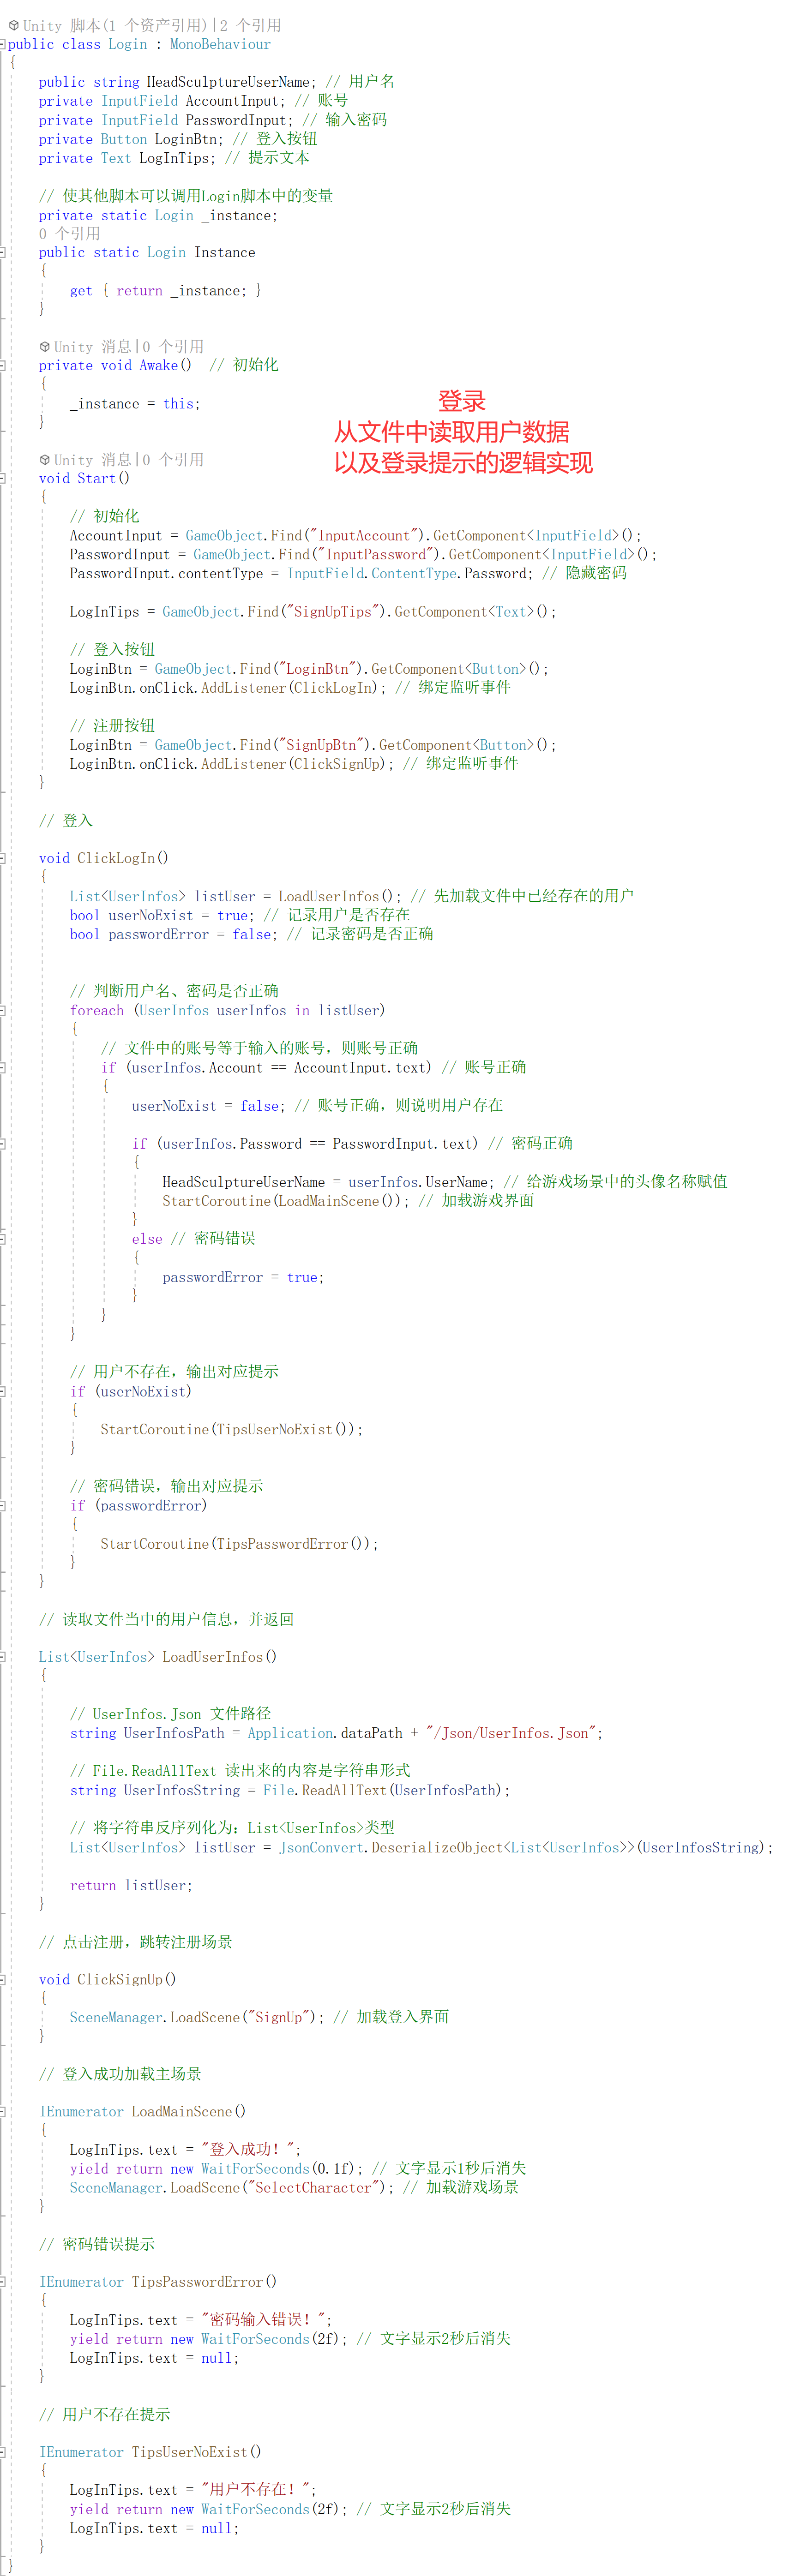 Unity 脚本(1 个资产引用)|2 个引用
public class Login : MonoBehaviour
{
public string HeadSculptureUserName; // 用户名
private InputField AccountInput; // 账号
private InputField PasswordInput; // 输入密码
private Button LoginBtn; // 登入按钮
private Text LogInTips; // 提示文本
// 使其他脚本可以调用Login脚本中的变量
private static Login _instance;
0 个引用
public static Login Instance
{
get { return _instance; }
}
Unity 消息|0 个引用
private void Awake()  // 初始化
{
_instance = this;
}
登录
从文件中读取用户数据
以及登录提示的逻辑实现
Unity 消息|0 个引用
void Start()
{
// 初始化
AccountInput = GameObject.Find("InputAccount").GetComponent<InputField>();
PasswordInput = GameObject.Find("InputPassword").GetComponent<InputField>();
PasswordInput.contentType = InputField.ContentType.Password; // 隐藏密码
LogInTips = GameObject.Find("SignUpTips").GetComponent<Text>();
// 登入按钮
LoginBtn = GameObject.Find("LoginBtn").GetComponent<Button>();
LoginBtn.onClick.AddListener(ClickLogIn); // 绑定监听事件
// 注册按钮
LoginBtn = GameObject.Find("SignUpBtn").GetComponent<Button>();
LoginBtn.onClick.AddListener(ClickSignUp); // 绑定监听事件
}
// 登入
void ClickLogIn()
{
List<UserInfos> listUser = LoadUserInfos(); // 先加载文件中已经存在的用户
bool userNoExist = true; // 记录用户是否存在
bool passwordError = false; // 记录密码是否正确
// 判断用户名、密码是否正确
foreach (UserInfos userInfos in listUser)
{
// 文件中的账号等于输入的账号，则账号正确
if (userInfos.Account == AccountInput.text) // 账号正确
{
userNoExist = false; // 账号正确，则说明用户存在
if (userInfos.Password == PasswordInput.text) // 密码正确
{
HeadSculptureUserName = userInfos.UserName; // 给游戏场景中的头像名称赋值
StartCoroutine(LoadMainScene()); // 加载游戏界面
}
else // 密码错误
{
passwordError = true;
}
}
}
// 用户不存在，输出对应提示
if (userNoExist)
{
StartCoroutine(TipsUserNoExist());
}
// 密码错误，输出对应提示
if (passwordError)
{
StartCoroutine(TipsPasswordError());
}
}
// 读取文件当中的用户信息，并返回
List<UserInfos> LoadUserInfos()
{
// UserInfos.Json 文件路径
string UserInfosPath = Application.dataPath + "/Json/UserInfos.Json";
// File.ReadAllText 读出来的内容是字符串形式
string UserInfosString = File.ReadAllText(UserInfosPath);
// 将字符串反序列化为：List<UserInfos>类型
List<UserInfos> listUser = JsonConvert.DeserializeObject<List<UserInfos>>(UserInfosString);
return listUser;
}
// 点击注册，跳转注册场景
void ClickSignUp()
{
SceneManager.LoadScene("SignUp"); // 加载登入界面
}
// 登入成功加载主场景
IEnumerator LoadMainScene()
{
LogInTips.text = "登入成功！";
yield return new WaitForSeconds(0.1f); // 文字显示1秒后消失
SceneManager.LoadScene("SelectCharacter"); // 加载游戏场景
}
// 密码错误提示
IEnumerator TipsPasswordError()
{
LogInTips.text = "密码输入错误！";
yield return new WaitForSeconds(2f); // 文字显示2秒后消失
LogInTips.text = null;
}
// 用户不存在提示
IEnumerator TipsUserNoExist()
{
LogInTips.text = "用户不存在！";
yield return new WaitForSeconds(2f); // 文字显示2秒后消失
LogInTips.text = null;
}
}